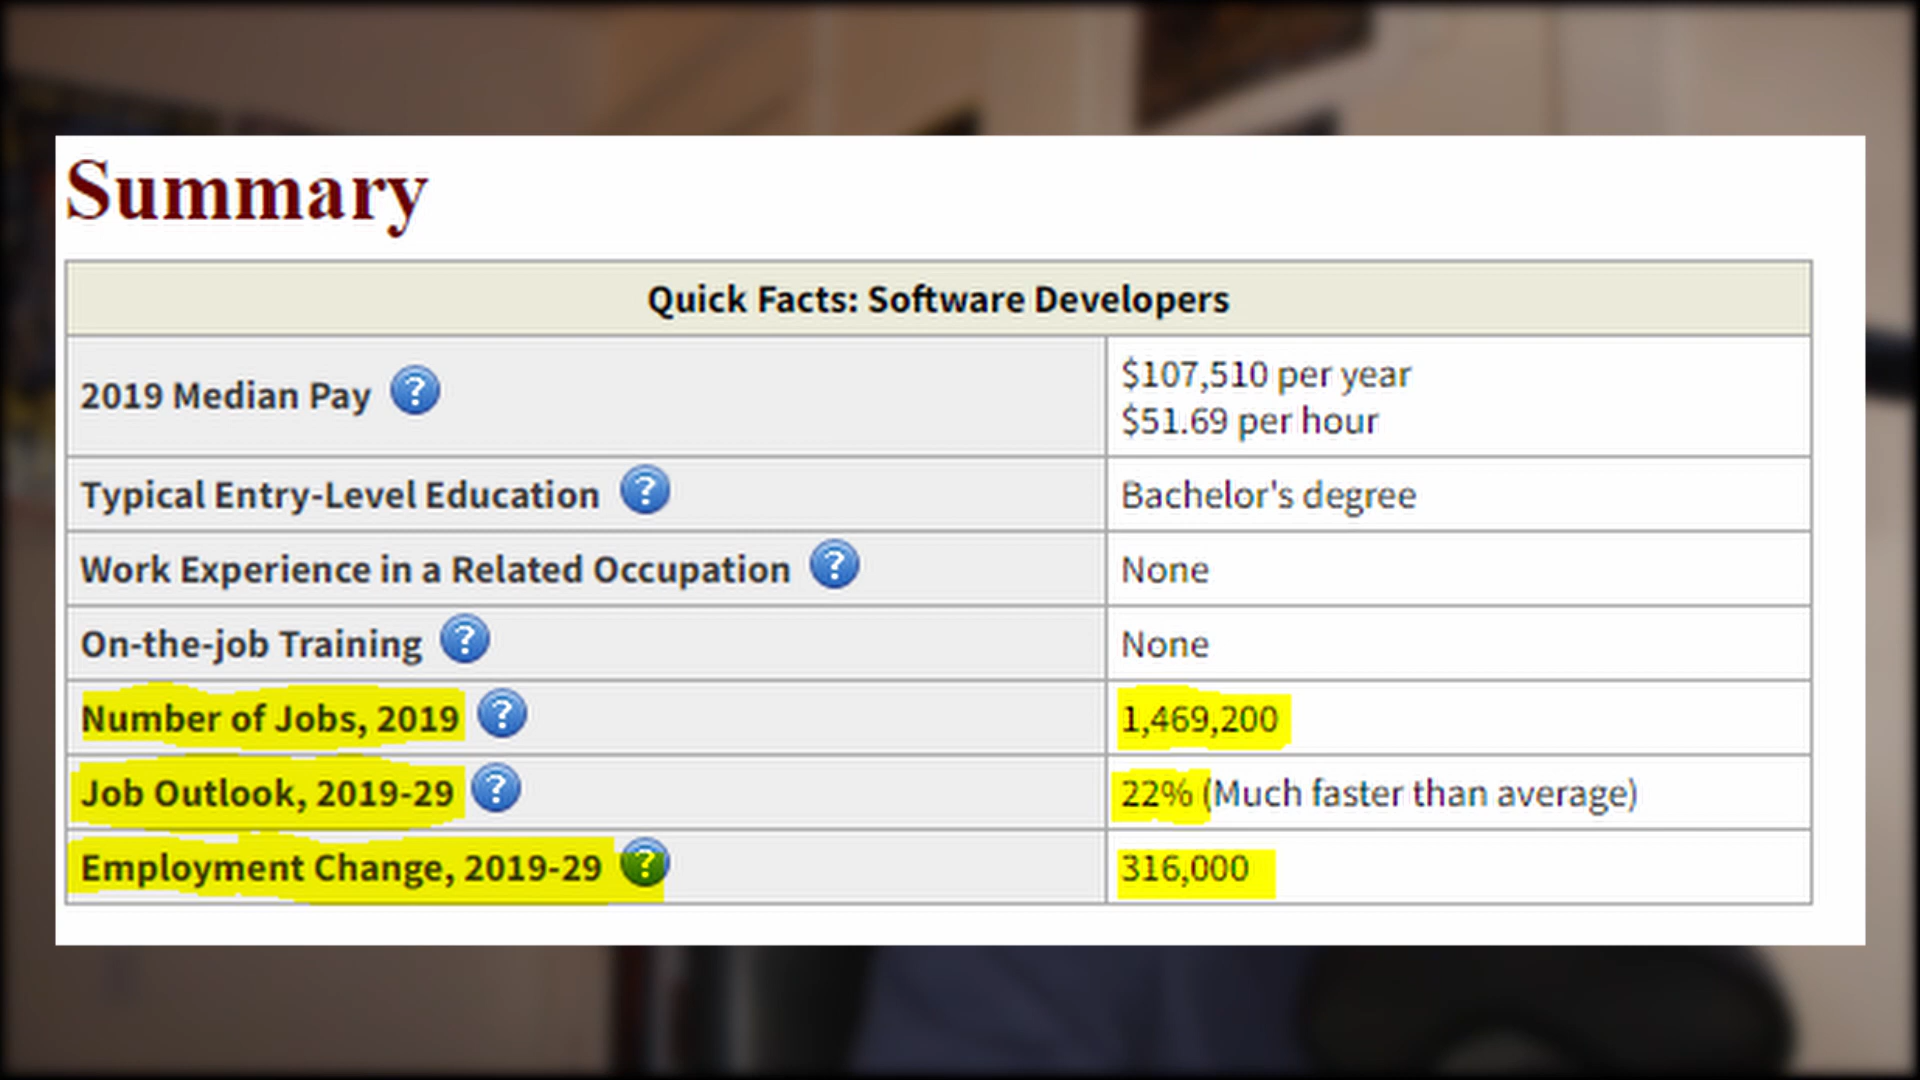 Summary
Quick Facts: Software Developers
2019 Median Pay ?
$107,510 per year
$51.69 per hour
Typical Entry-Level Education ?
Bachelor's degree
Work Experience in a Related Occupation ?
None
On-the-job Training ?
None
Number of Jobs, 2019 ?
1,469,200
Job Outlook, 2019-29 ?
22% (Much faster than average)
Employment Change, 2019-29 ?
316,000